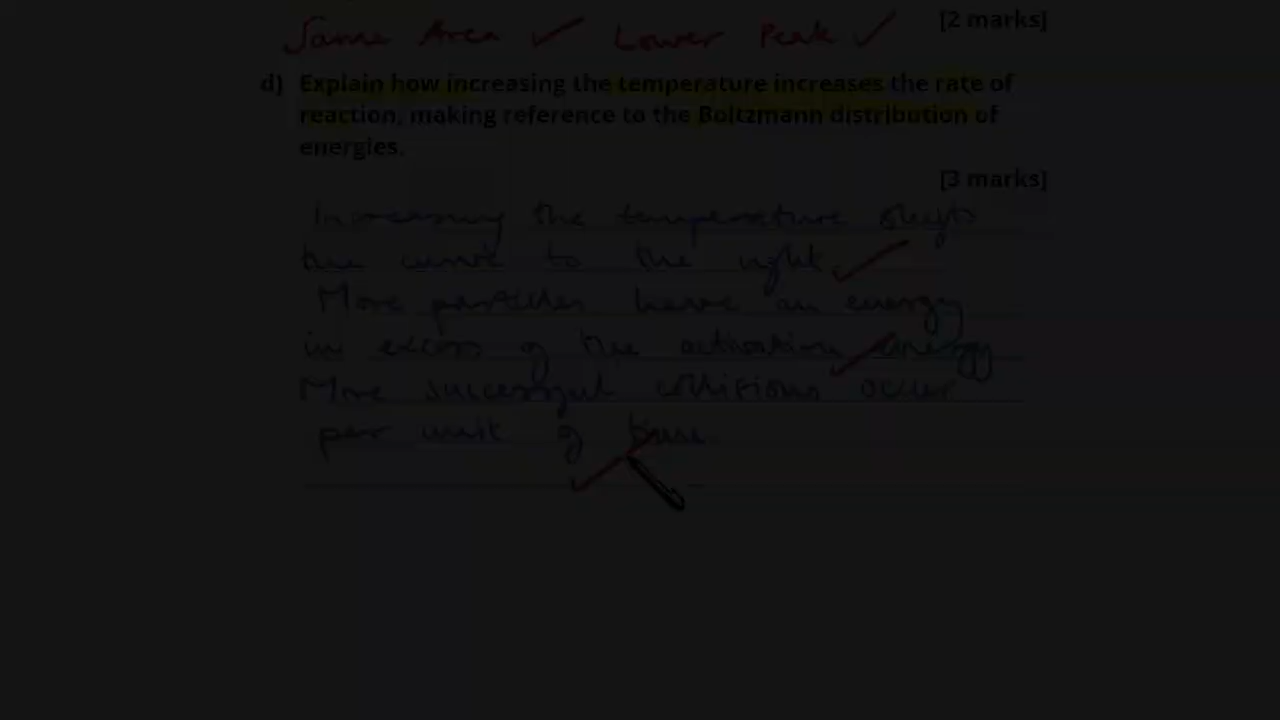 [2 marks]
Same Area ✓ Lower Peak ✓
d) Explain how increasing the temperature increases the rate of
reaction, making reference to the Boltzmann distribution of
energies.
[3 marks]
Increasing the temperature shifts
the curve to the right
More particles have an energy
in excess of the activation energy
More successful collisions occur
per unit of time.